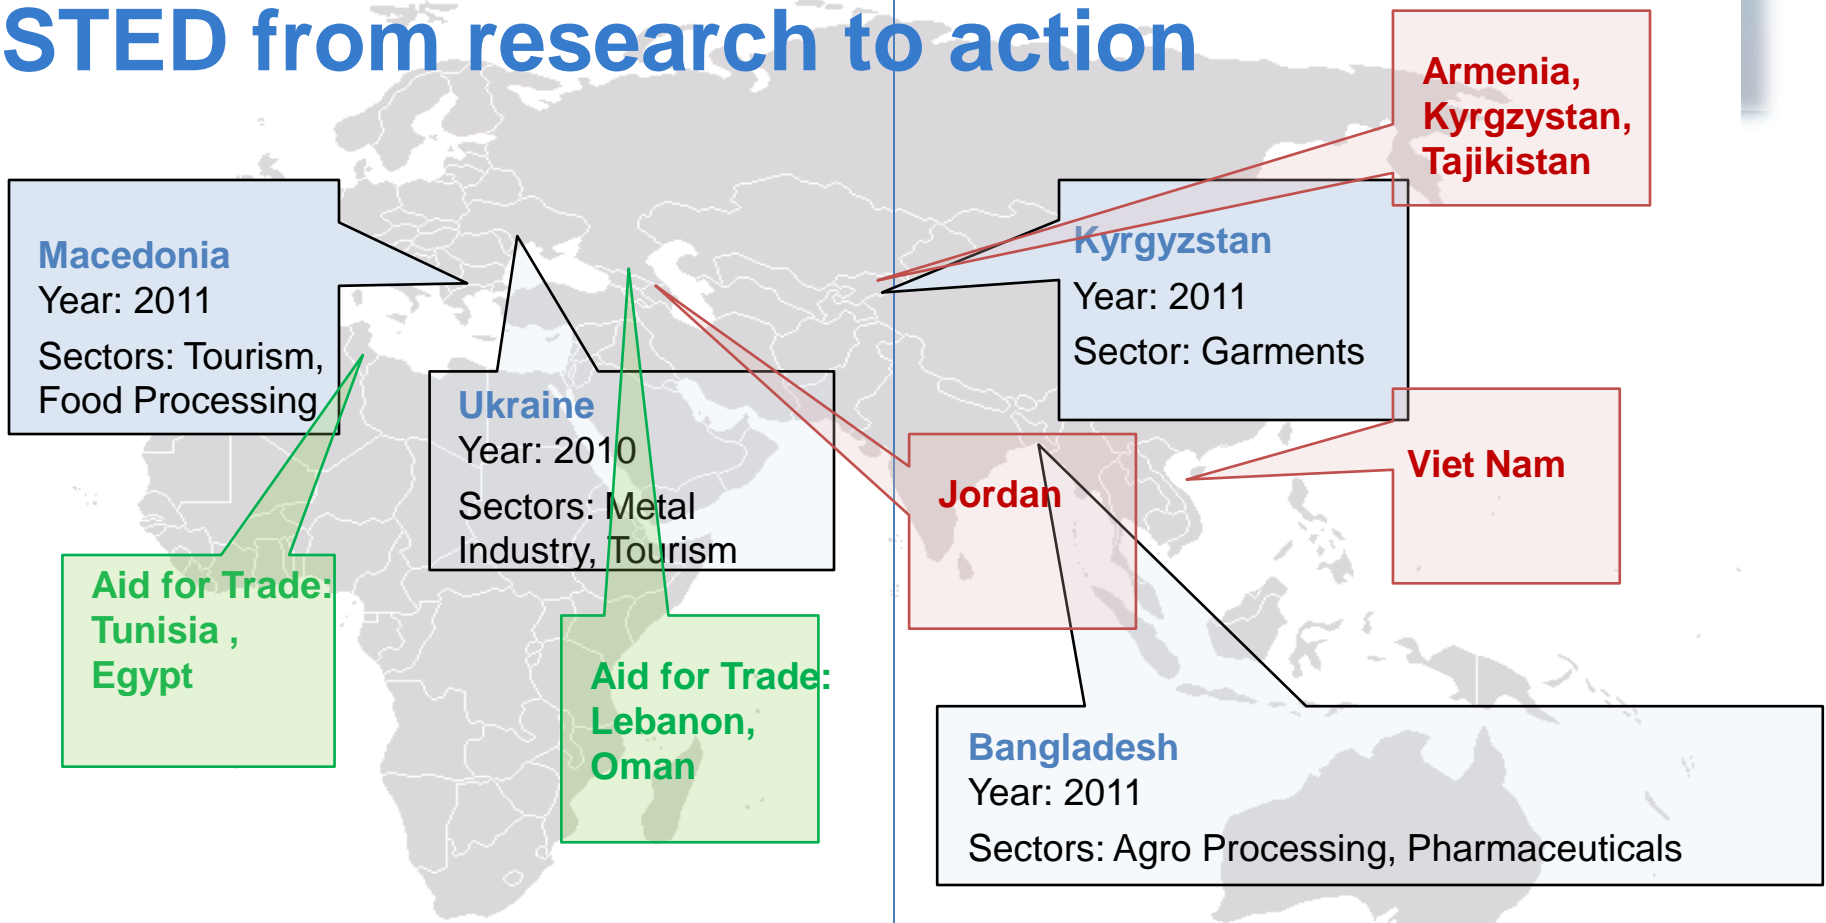 STED from research to action
Armenia,
Kyrgzystan,
Tajikistan
Macedonia
Year: 2011
Sectors: Tourism,
Food Processing
Kyrgyzstan
Year: 2011
Sector: Garments
Ukraine
Year: 2010
Sectors: Metal
Industry, Tourism
Jordan
Viet Nam
Aid for Trade:
Tunisia ,
Egypt
Aid for Trade:
Lebanon,
Oman
Bangladesh
Year: 2011
Sectors: Agro Processing, Pharmaceuticals